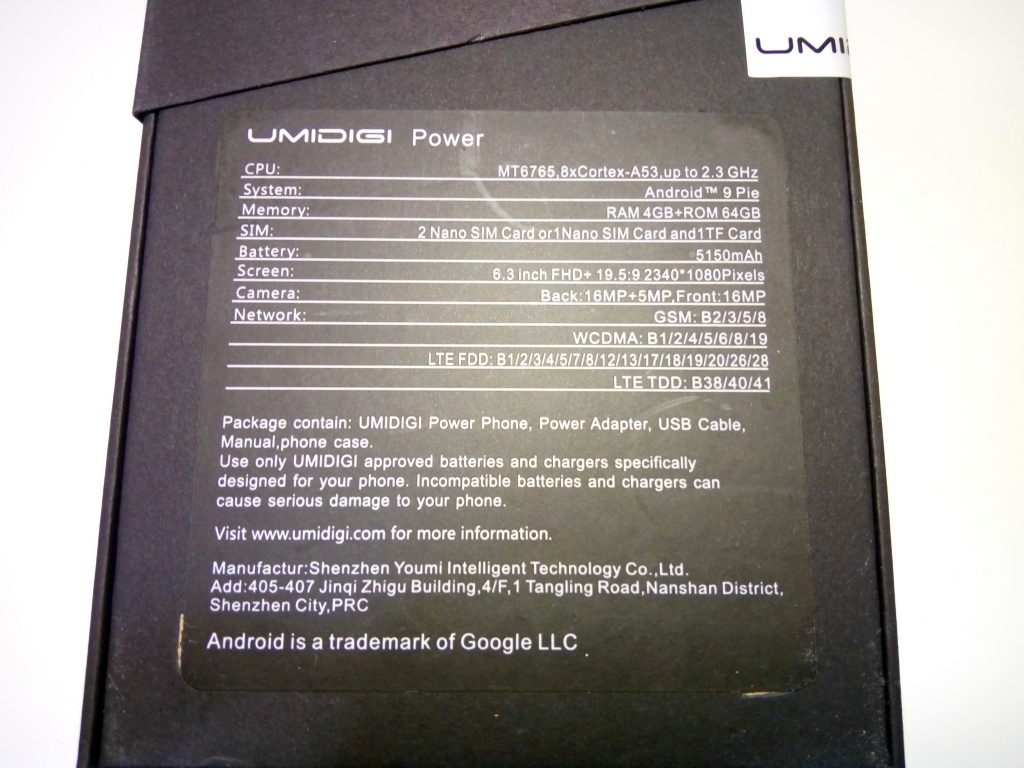 UMI
UMIDIGI Power
CPU: MT6765,8xCortex-A53,up to 2.3 GHz
System: Android™ 9 Pie
Memory: RAM 4GB+ROM 64GB
SIM: 2 Nano SIM Card or1Nano SIM Card and1TF Card
Battery: 5150mAh
Screen: 6.3 inch FHD+ 19.5:9 2340*1080Pixels
Camera: Back:16MP+5MP,Front:16MP
Network: GSM: B2/3/5/8
WCDMA: B1/2/4/5/6/8/19
LTE FDD: B1/2/3/4/5/7/8/12/13/17/18/19/20/26/28
LTE TDD: B38/40/41
Package contain: UMIDIGI Power Phone, Power Adapter, USB Cable,
Manual,phone case.
Use only UMIDIGI approved batteries and chargers specifically
designed for your phone. Incompatible batteries and chargers can
cause serious damage to your phone.
Visit www.umidigi.com for more information.
Manufactur:Shenzhen Youmi Intelligent Technology Co.,Ltd.
Add:405-407 Jinqi Zhigu Building,4/F,1 Tangling Road,Nanshan District,
Shenzhen City,PRC
Android is a trademark of Google LLC .